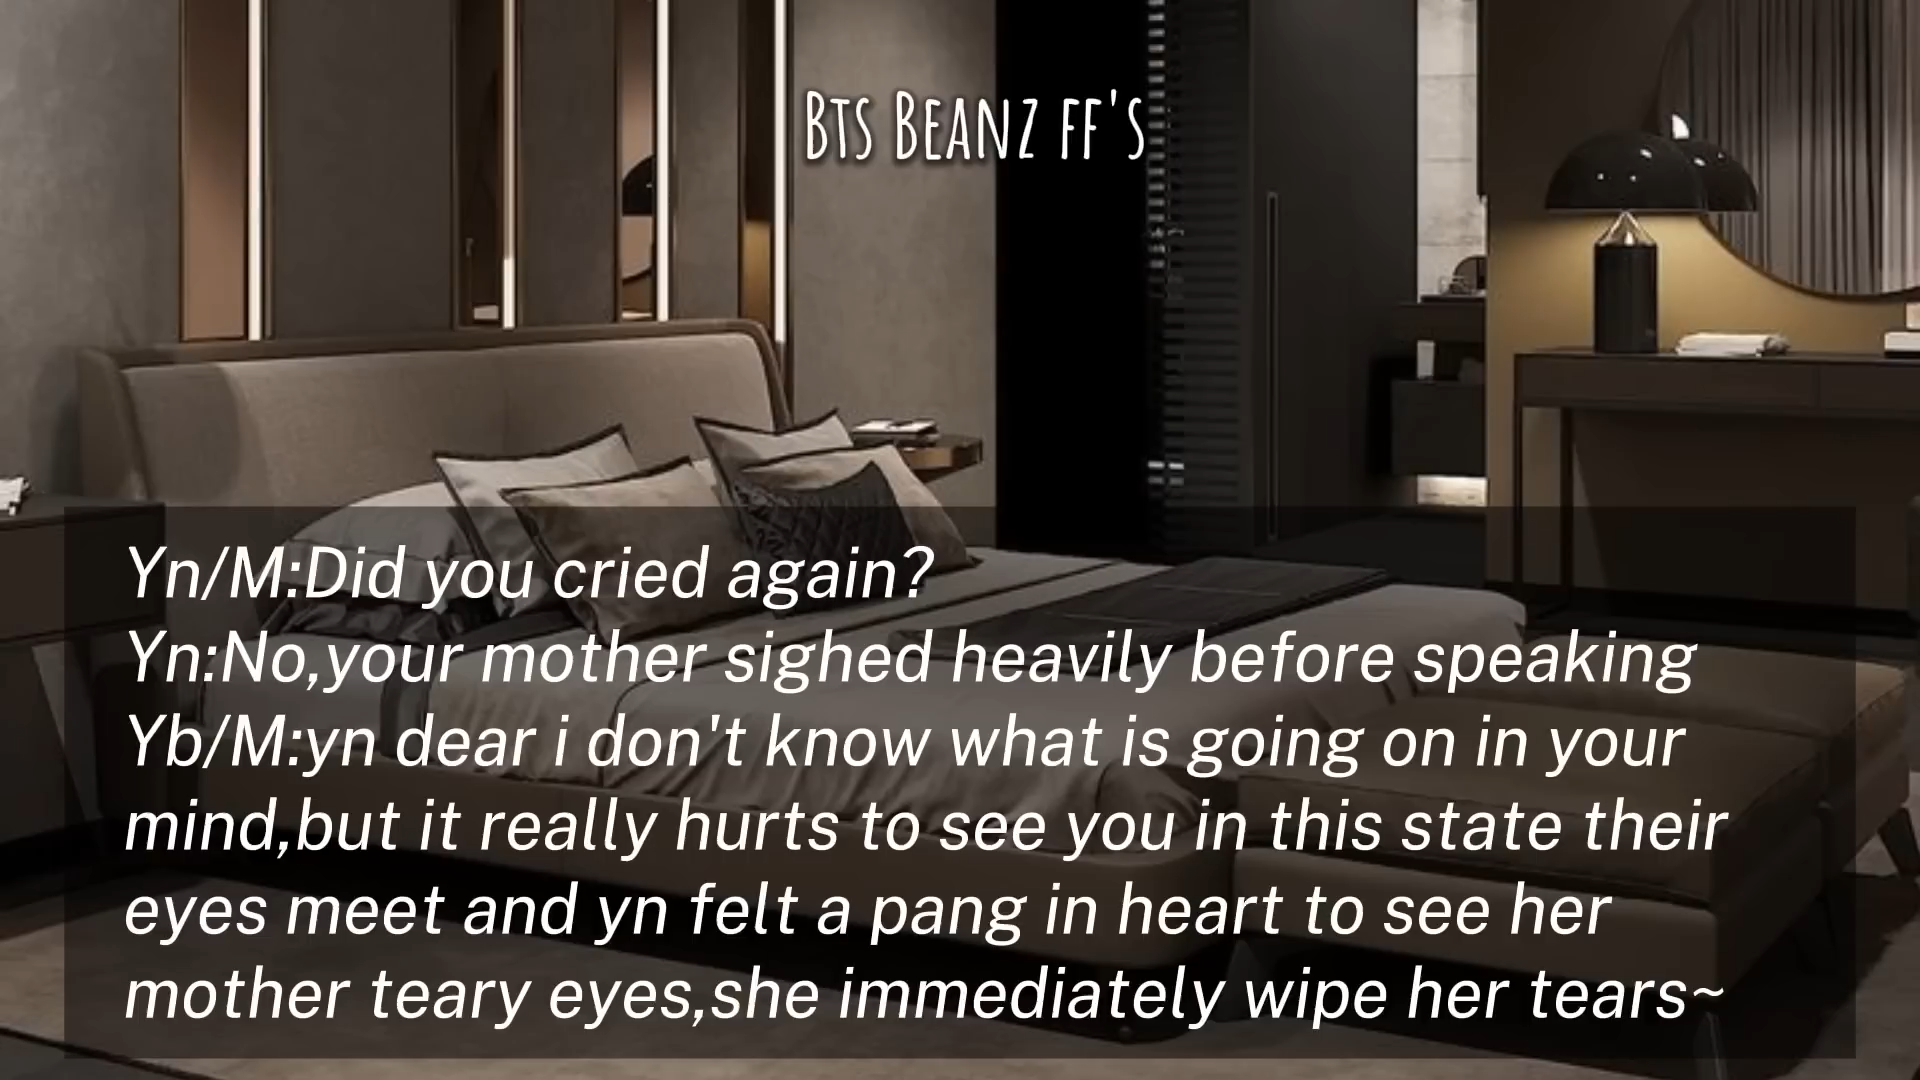 Bts Beanz ff's
Yn/M:Did you cried again?
Yn:No,your mother sighed heavily before speaking
Yb/M:yn dear i don't know what is going on in your
mind,but it really hurts to see you in this state their
eyes meet and yn felt a pang in heart to see her
mother teary eyes,she immediately wipe her tears~